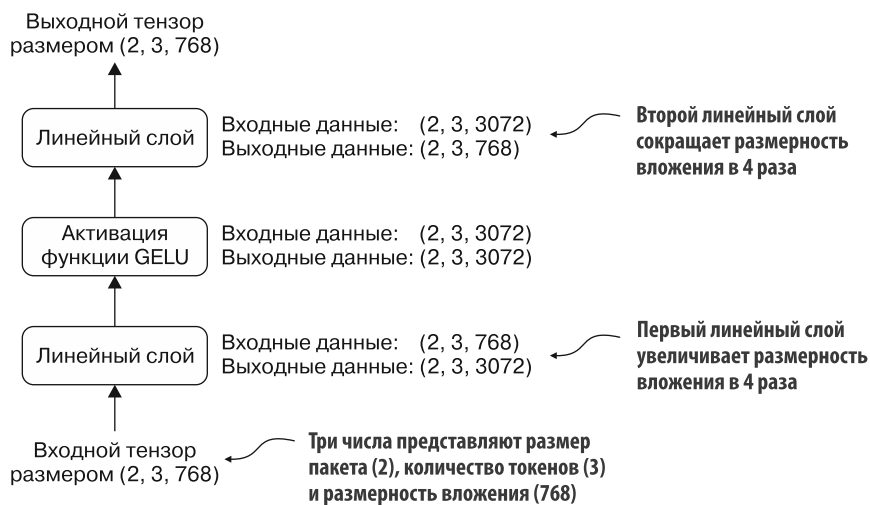 Выходной тензор
размером (2, 3, 768)
Линейный слой
Входные данные: (2, 3, 3072)
Выходные данные: (2, 3, 768)
Второй линейный слой
сокращает размерность
вложения в 4 раза
Активация
функции GELU
Входные данные: (2, 3, 3072)
Выходные данные: (2, 3, 3072)
Линейный слой
Входные данные: (2, 3, 768)
Выходные данные: (2, 3, 3072)
Первый линейный слой
увеличивает размерность
вложения в 4 раза
Входной тензор
размером (2, 3, 768)
Три числа представляют размер
пакета (2), количество токенов (3)
и размерность вложения (768)